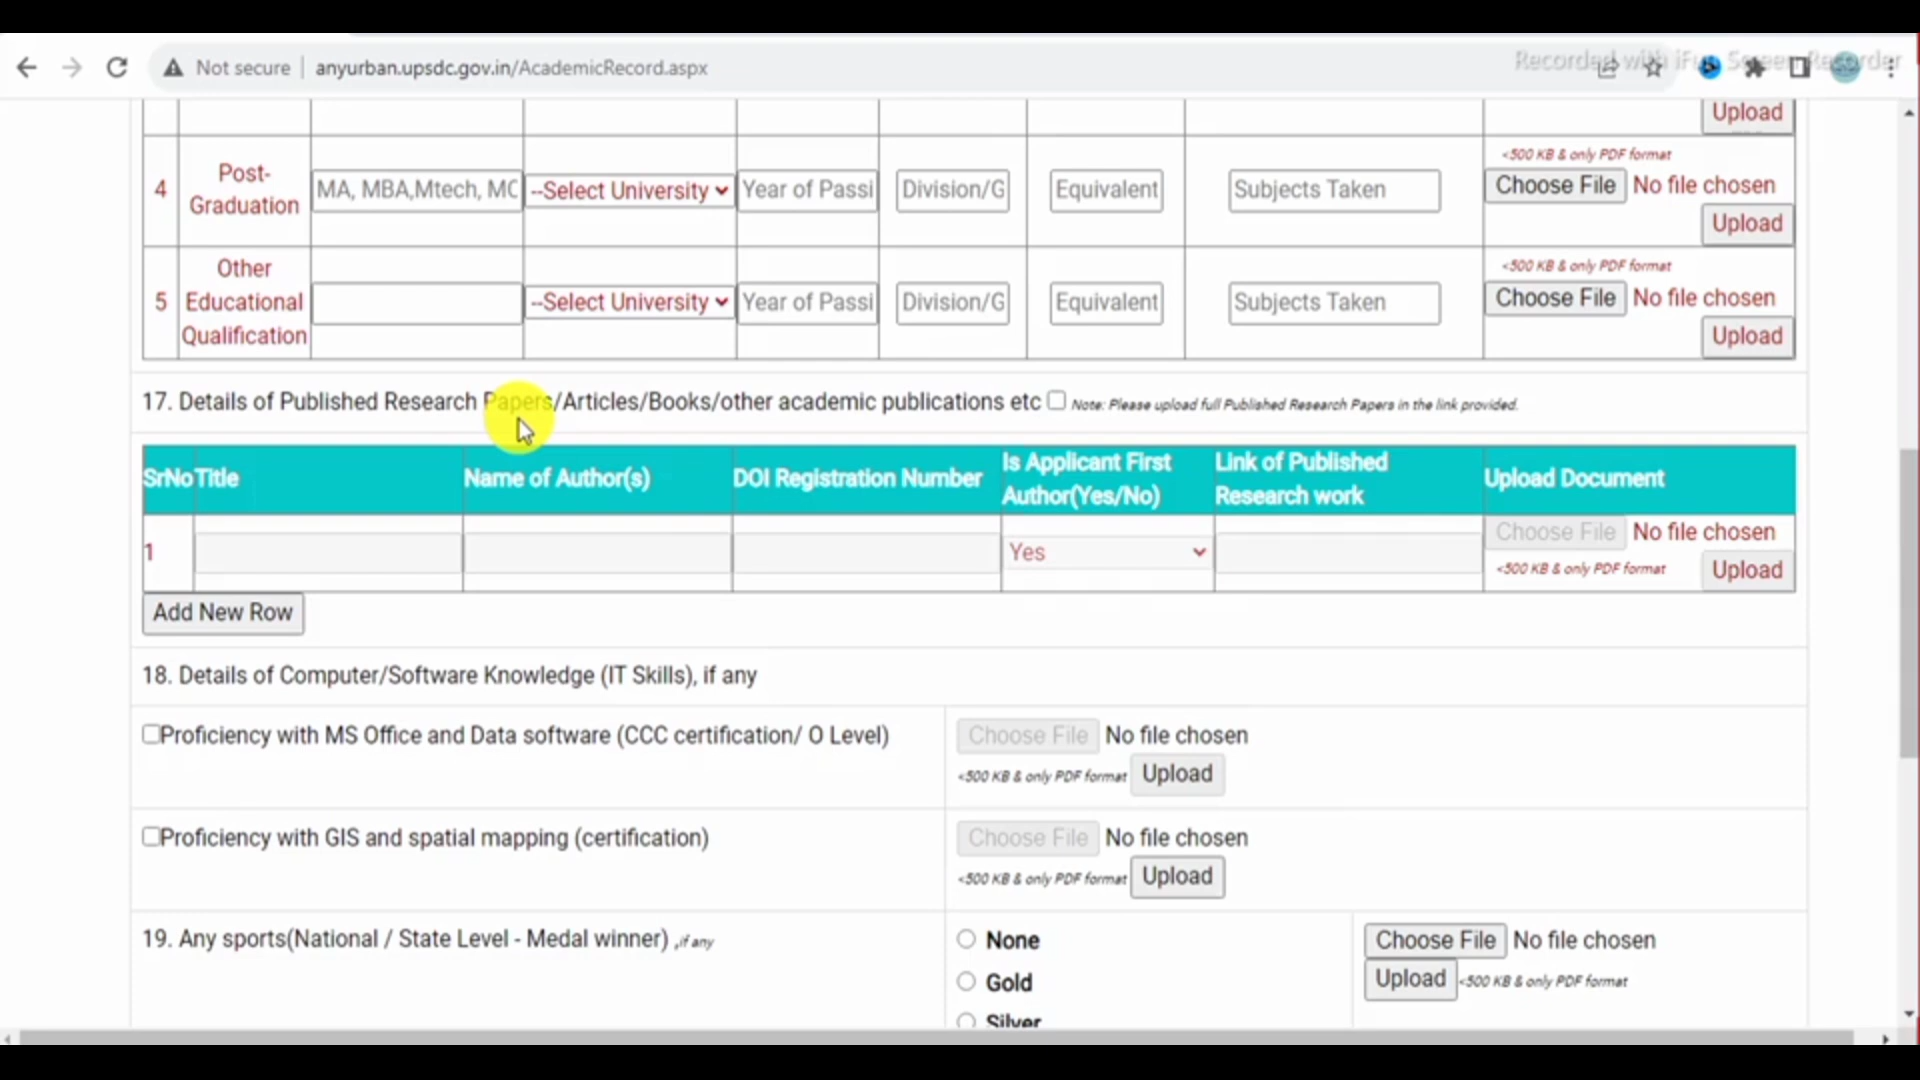 Not secure anyurban.upsdc.gov.in/AcademicRecord.aspx
Recorded with iFun Screen Recorder
Upload
4 Post-Graduation MA, MBA,Mtech, MC --Select University Year of Passi Division/G Equivalent Subjects Taken <500 KB & only PDF format Choose File No file chosen Upload
5 Other Educational Qualification --Select University Year of Passi Division/G Equivalent Subjects Taken <500 KB & only PDF format Choose File No file chosen Upload
17. Details of Published Research Papers/Articles/Books/other academic publications etc Note: Please upload full Published Research Papers in the link provided.
SrNo Title Name of Author(s) DOI Registration Number Is Applicant First Author(Yes/No) Link of Published Research work Upload Document
1 Yes Choose File No file chosen <500 KB & only PDF format Upload
Add New Row
18. Details of Computer/Software Knowledge (IT Skills), if any
Proficiency with MS Office and Data software (CCC certification/ O Level) Choose File No file chosen
<500 KB & only PDF format Upload
Proficiency with GIS and spatial mapping (certification) Choose File No file chosen
<500 KB & only PDF format Upload
19. Any sports(National / State Level - Medal winner) ,if any None Choose File No file chosen
Gold Upload <500 KB & only PDF format
Silver